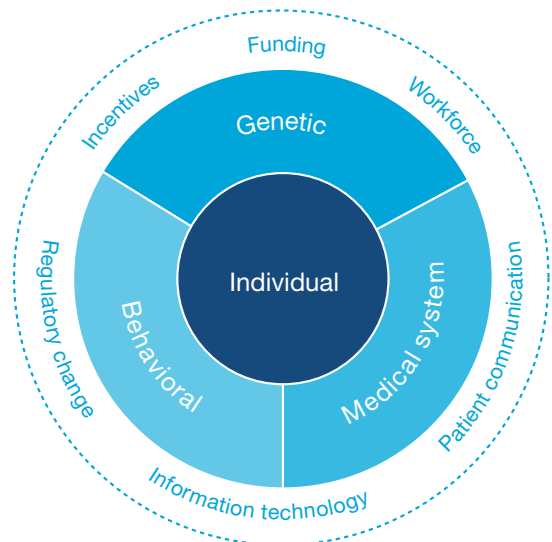 Funding
Incentives
Workforce
Genetic
Individual
Regulatory change
Behavioral
Medical system
Patient communication
Information technology